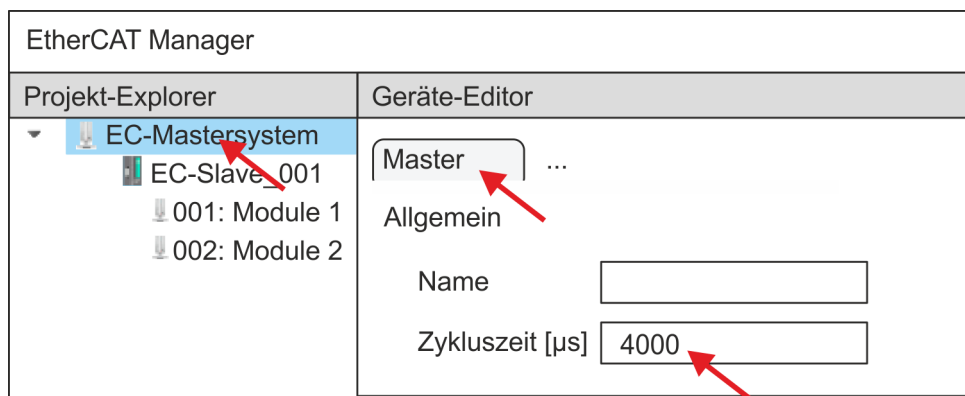 EtherCAT Manager
Projekt-Explorer
Geräte-Editor
EC-Mastersystem
EC-Slave_001
001: Module 1
002: Module 2
Master ...
Allgemein
Name
Zykluszeit [µs] 4000